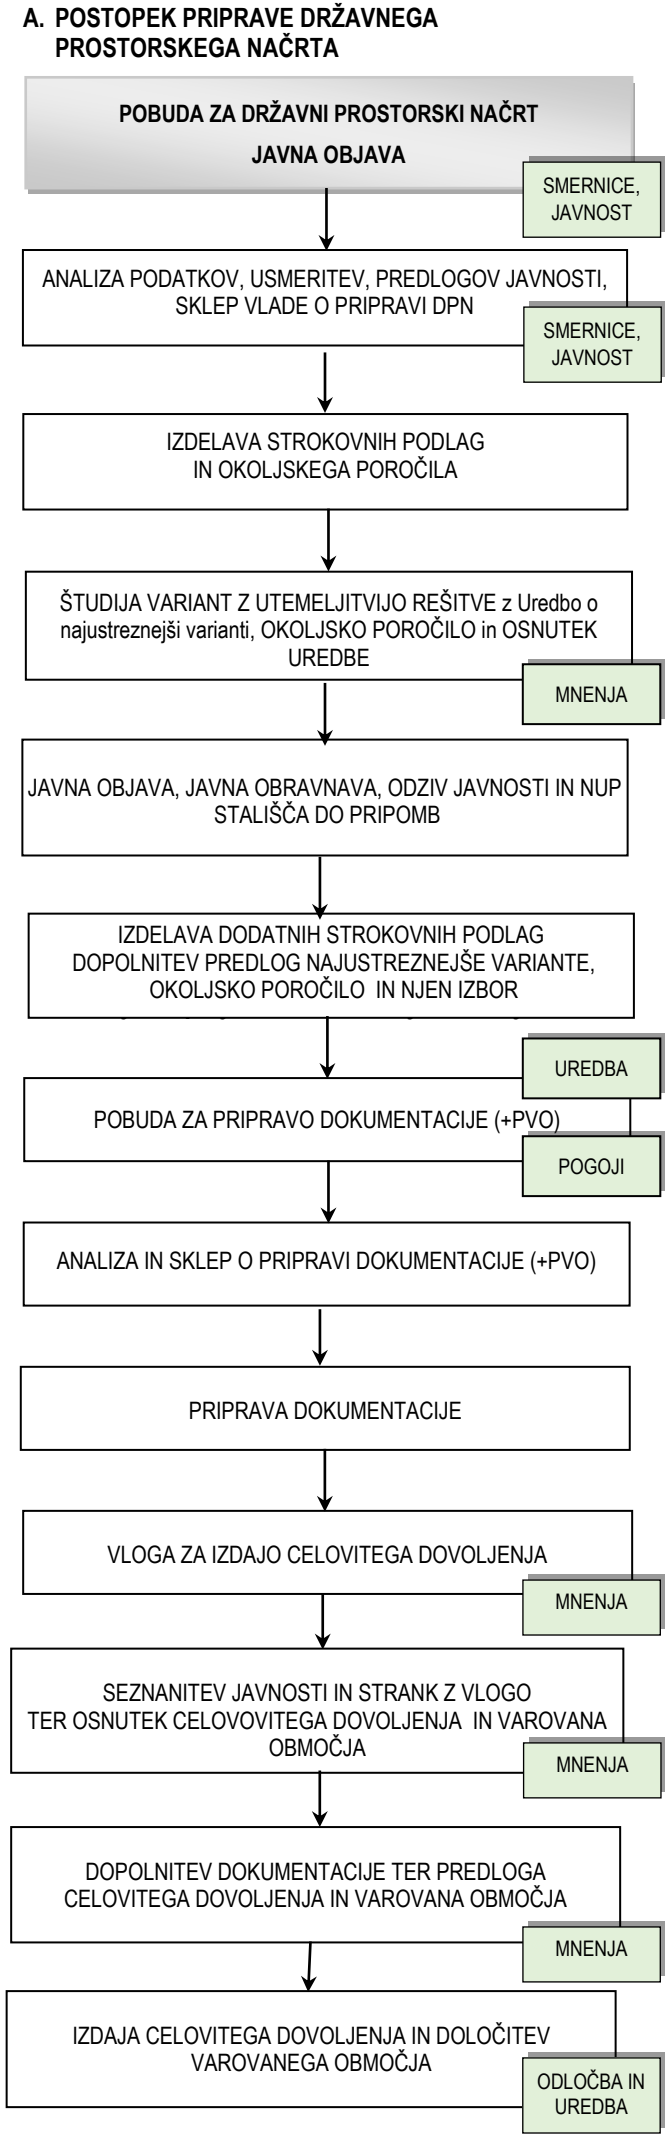 A. POSTOPEK PRIPRAVE DRŽAVNEGA
PROSTORSKEGA NAČRTA
POBUDA ZA DRŽAVNI PROSTORSKI NAČRT
JAVNA OBJAVA
SMERNICE,
JAVNOST
ANALIZA PODATKOV, USMERITEV, PREDLOGOV JAVNOSTI,
SKLEP VLADE O PRIPRAVI DPN
SMERNICE,
JAVNOST
IZDELAVA STROKOVNIH PODLAG
IN OKOLJSKEGA POROČILA
ŠTUDIJA VARIANT Z UTEMELJITVIJO REŠITVE z Uredbo o
najustreznejši varianti, OKOLJSKO POROČILO in OSNUTEK
UREDBE
MNENJA
JAVNA OBJAVA, JAVNA OBRAVNAVA, ODZIV JAVNOSTI IN NUP
STALIŠČA DO PRIPOMB
IZDELAVA DODATNIH STROKOVNIH PODLAG
DOPOLNITEV PREDLOG NAJUSTREZNEJŠE VARIANTE,
OKOLJSKO POROČILO IN NJEN IZBOR
UREDBA
POBUDA ZA PRIPRAVO DOKUMENTACIJE (+PVO)
POGOJI
ANALIZA IN SKLEP O PRIPRAVI DOKUMENTACIJE (+PVO)
PRIPRAVA DOKUMENTACIJE
VLOGA ZA IZDAJO CELOVITEGA DOVOLJENJA
MNENJA
SEZNANITEV JAVNOSTI IN STRANK Z VLOGO
TER OSNUTEK CELOVOVITEGA DOVOLJENJA IN VAROVANA
OBMOČJA
MNENJA
DOPOLNITEV DOKUMENTACIJE TER PREDLOGA
CELOVITEGA DOVOLJENJA IN VAROVANA OBMOČJA
MNENJA
IZDAJA CELOVITEGA DOVOLJENJA IN DOLOČITEV
VAROVANEGA OBMOČJA
ODLOČBA IN
UREDBA